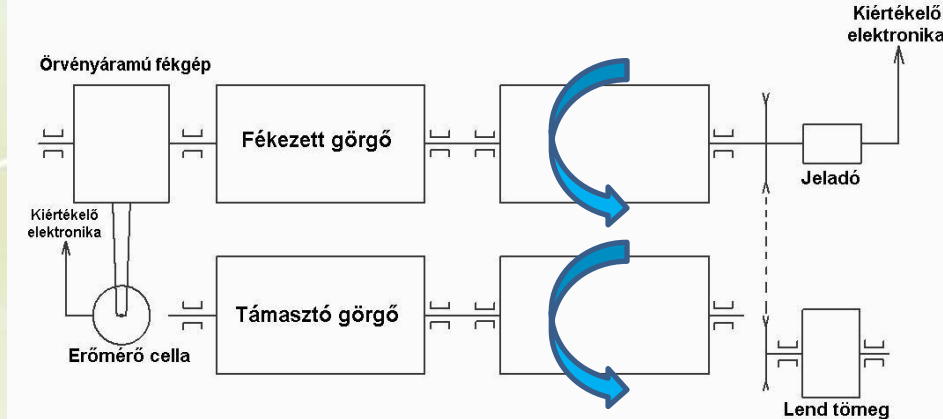 Kiértékelő
elektronika
Örvényáramú fékgép
Fékezett görgő
Jeladó
Kiértékelő
elektronika
Támasztó görgő
Erőmérő cella
Lend tömeg